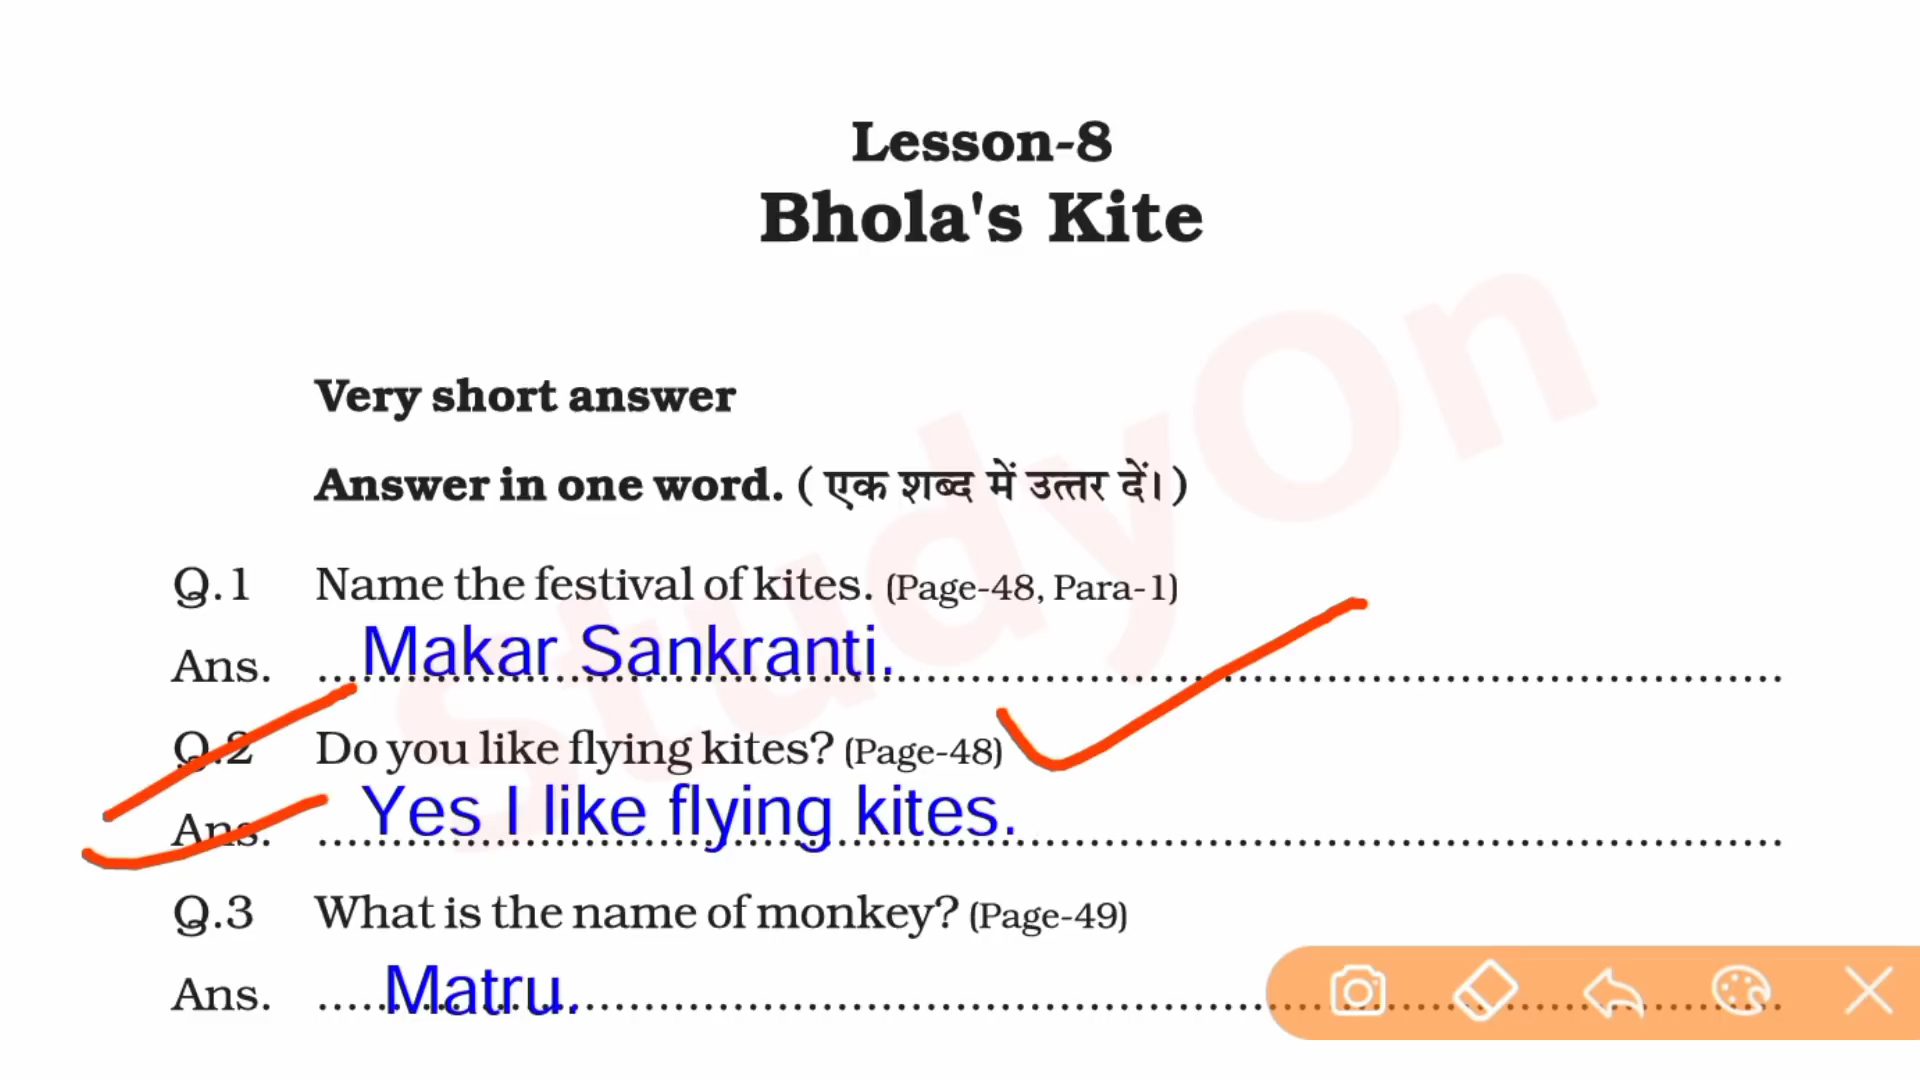 Lesson-8
Bhola's Kite
Very short answer
Answer in one word. ( एक शब्द में उत्तर दें। )
Q.1 Name the festival of kites. (Page-48, Para-1)
Ans. Makar Sankranti.
Q.2 Do you like flying kites? (Page-48)
Ans. Yes I like flying kites.
Q.3 What is the name of monkey? (Page-49)
Ans. Matru.
StudyOn